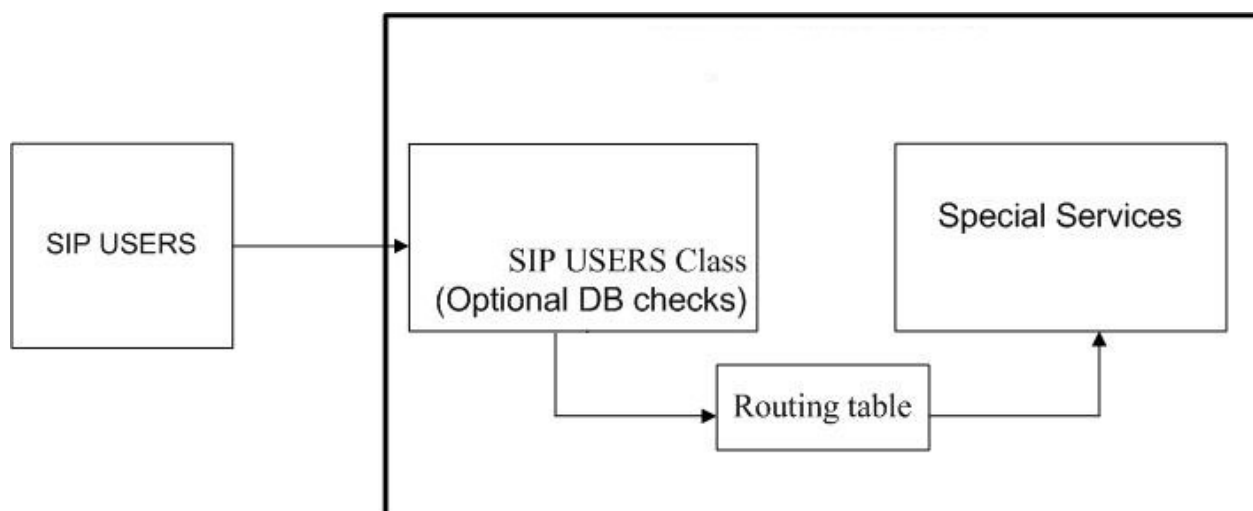 SIP USERS
SIP USERS Class
(Optional DB checks)
Special Services
Routing table